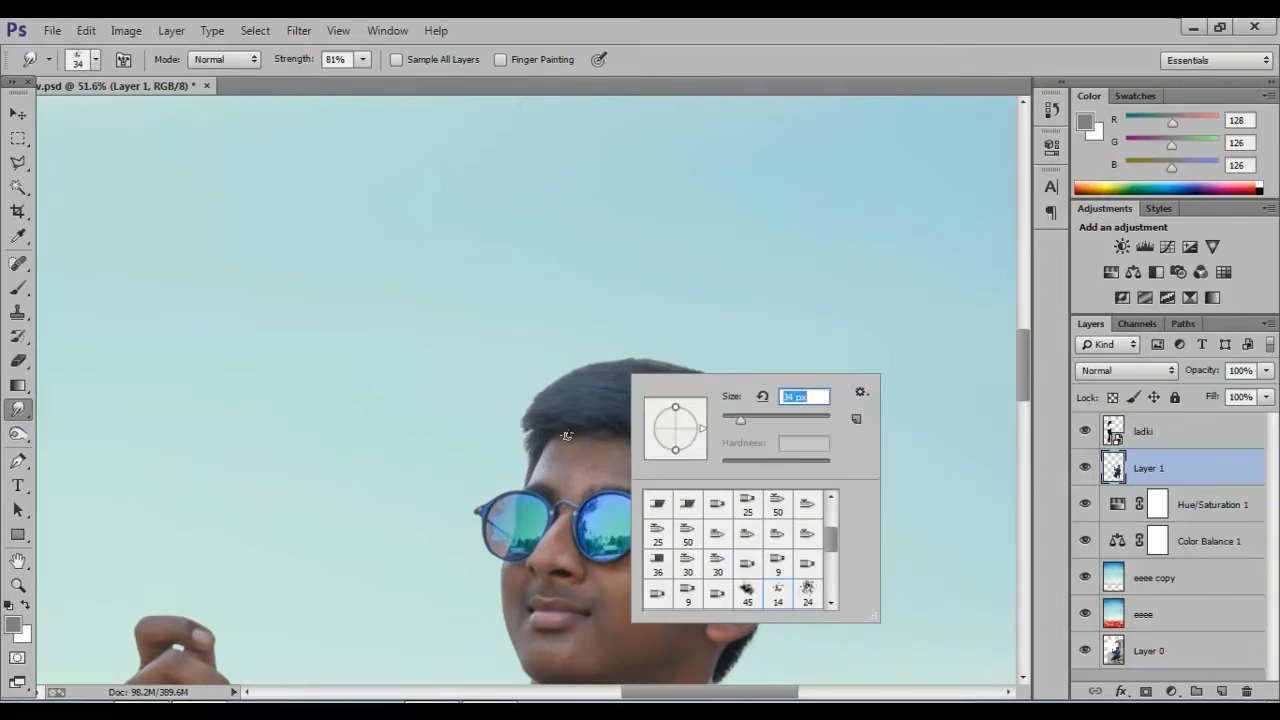 Ps File Edit Image Layer Type Select Filter View Window Help
34 Mode: Normal Strength: 81% Sample All Layers Finger Painting Essentials
v.psd @ 51.6% (Layer 1, RGB/8) * ×
Color Swatches
R 128
G 126
B 126
Adjustments Styles
Add an adjustment
Layers Channels Paths
Kind
Normal Opacity: 100%
Lock: Fill: 100%
ladki
Layer 1
Hue/Saturation 1
Color Balance 1
eeee copy
eeee
Layer 0
Size: 34 px
Hardness:
25 50
25 50
36 30 30 9
9 45 14 24
Doc: 98.2M/389.6M